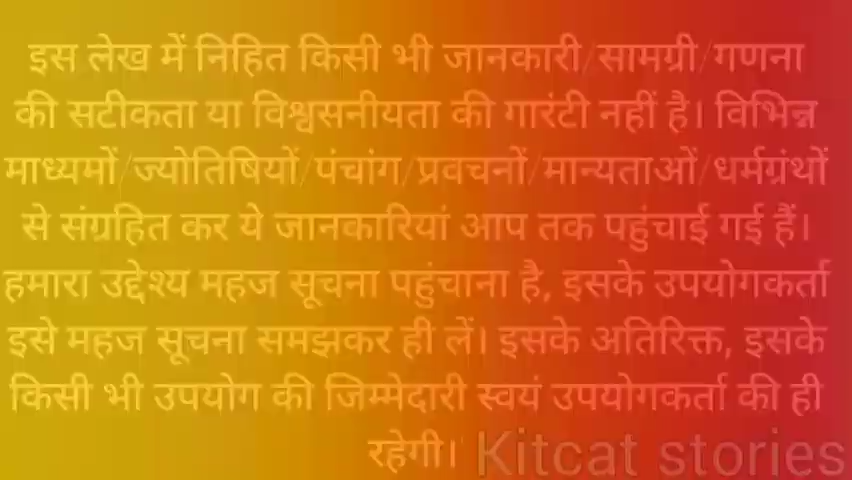 इस लेख में निहित किसी भी जानकारी/सामग्री/गणना
की सटीकता या विश्वसनीयता की गारंटी नहीं है। विभिन्न
माध्यमों/ज्योतिषियों/पंचांग/प्रवचनों/मान्यताओं/धर्मग्रंथों
से संग्रहित कर ये जानकारियां आप तक पहुंचाई गई हैं।
हमारा उद्देश्य महज सूचना पहुंचाना है, इसके उपयोगकर्ता
इसे महज सूचना समझकर ही लें। इसके अतिरिक्त, इसके
किसी भी उपयोग की जिम्मेदारी स्वयं उपयोगकर्ता की ही
रहेगी।'
Kitcat stories